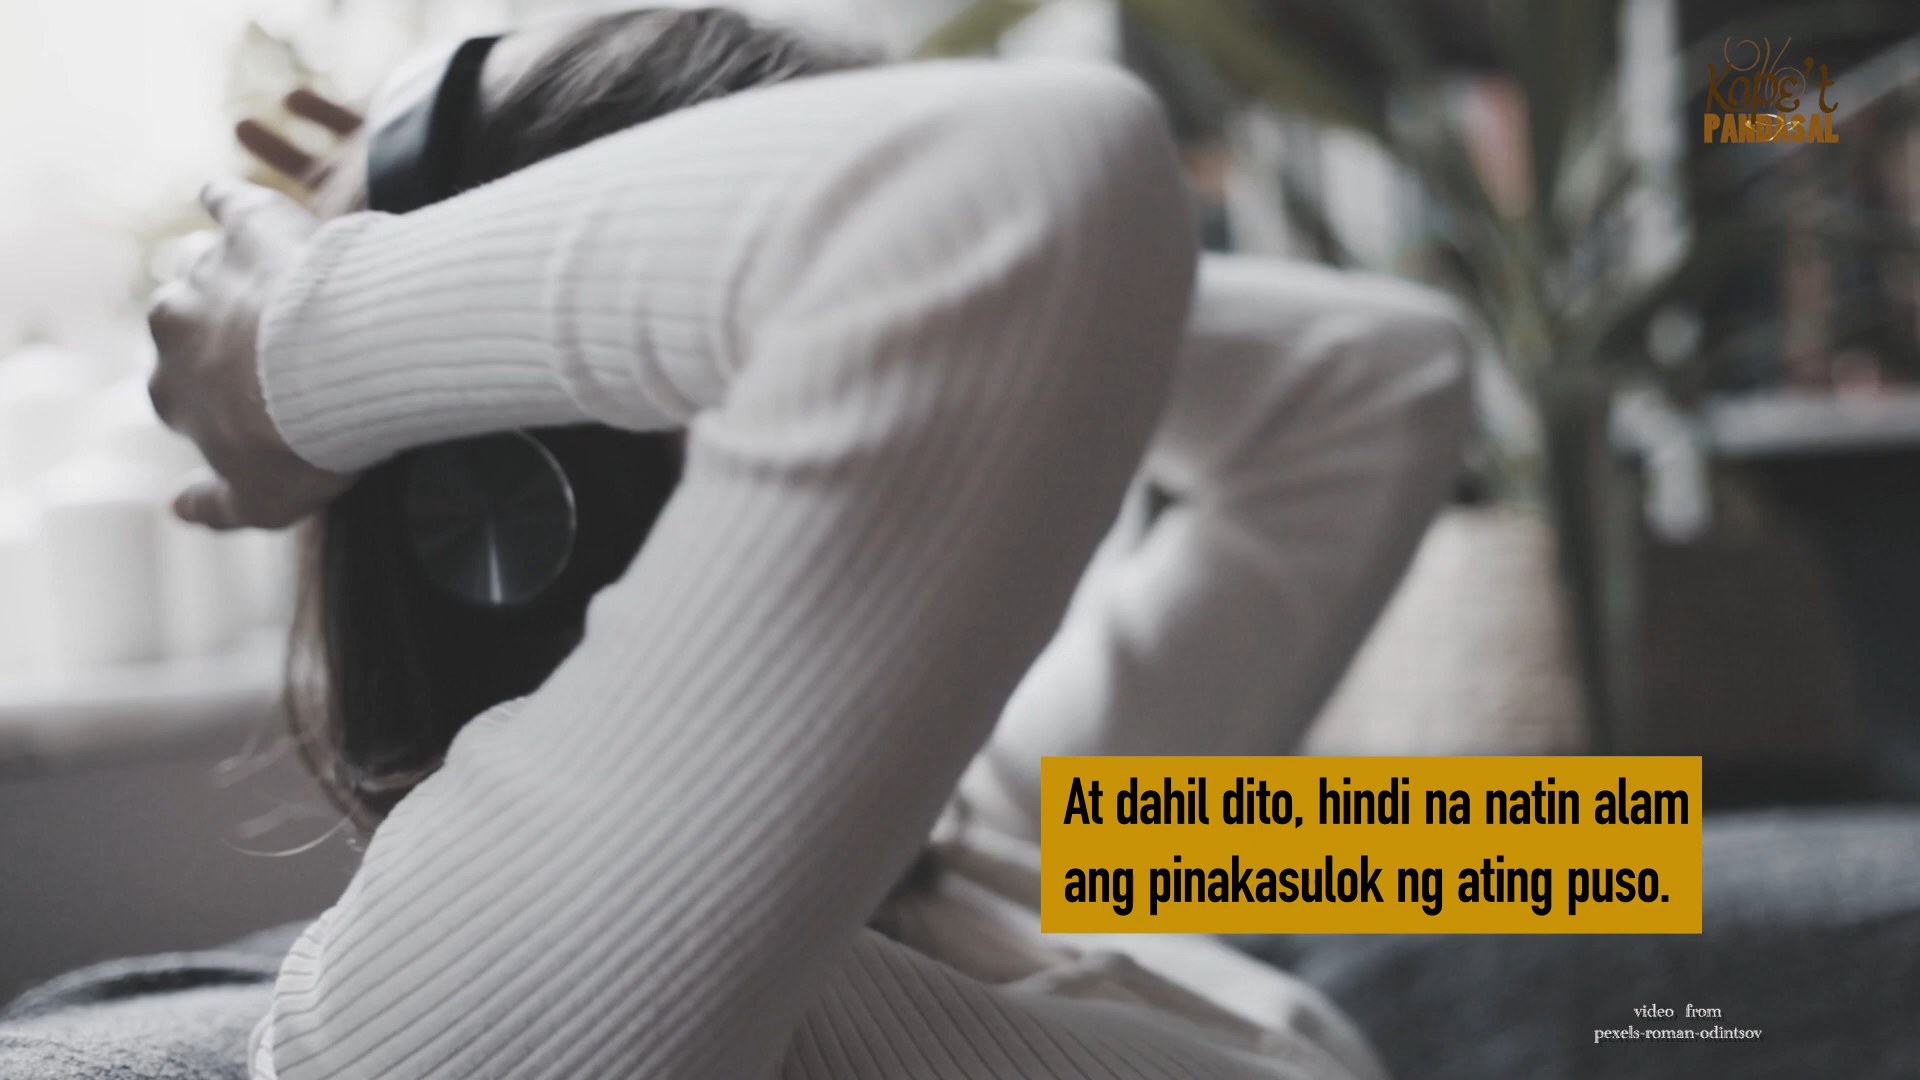 Kape't
PANDASAL
At dahil dito, hindi na natin alam
ang pinakasulok ng ating puso.
video from
pexels-roman-odintsov